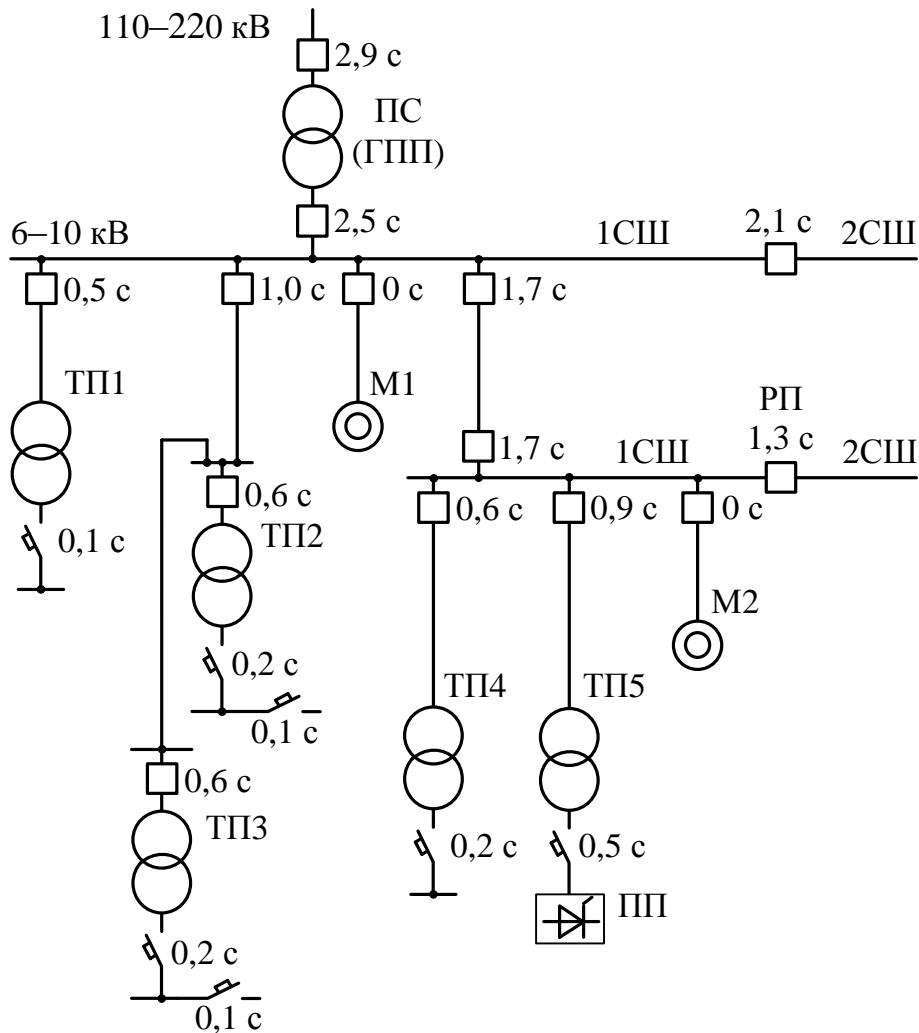 110–220 кВ
2,9 с
ПС
(ГПП)
2,5 с
6–10 кВ
1СШ
2,1 с
2СШ
0,5 с
1,0 с
0 с
1,7 с
ТП1
М1
РП
1,7 с
1СШ
1,3 с
2СШ
0,6 с
0,6 с
0,9 с
0 с
0,1 с
ТП2
М2
0,2 с
ТП4
ТП5
0,1 с
0,6 с
ТП3
0,2 с
0,5 с
ПП
0,2 с
0,1 с